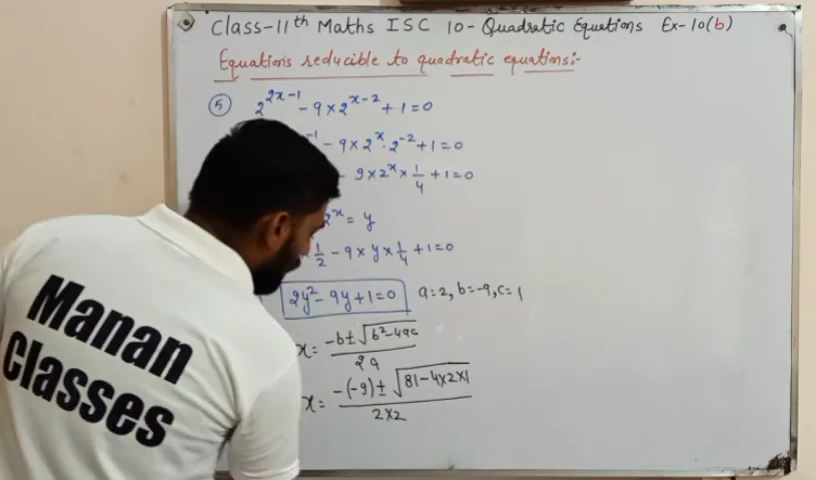 Class-11th Maths ISC 10-Quadratic Equations Ex-10(b)
Equations reducible to quadratic equations:-
⑤ 2^{2x-1} - 9 × 2^{x-2} + 1 = 0
-1 - 9 × 2^x · 2^{-2} + 1 = 0
- 9 × 2^x × 1/4 + 1 = 0
2^x = y
1/2 - 9 × y × 1/4 + 1 = 0
2y² - 9y + 1 = 0 a = 2, b = -9, c = 1
x = (-b ± √(b² - 4ac)) / 2a
x = (-(-9) ± √(81 - 4×2×1)) / 2×2
Manan
Classes